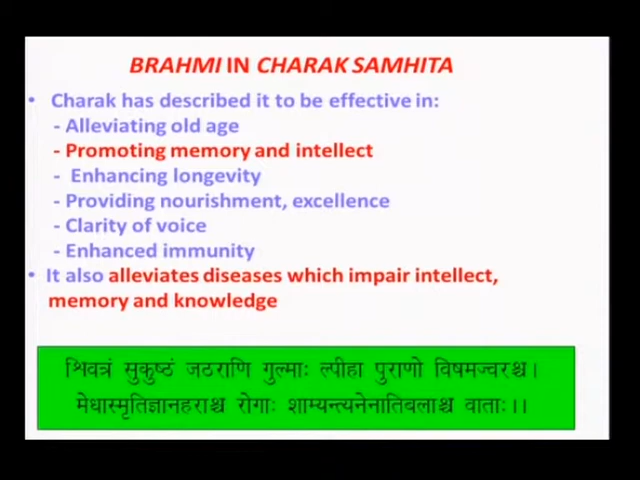 BRAHMI IN CHARAK SAMHITA
• Charak has described it to be effective in:
- Alleviating old age
- Promoting memory and intellect
- Enhancing longevity
- Providing nourishment, excellence
- Clarity of voice
- Enhanced immunity
• It also alleviates diseases which impair intellect,
memory and knowledge
शिवत्रं सुकुष्ठं जठराणि गुल्माः ल्पीहा पुराणो विषमज्वरश्च।
मेधास्मृतिज्ञानहराश्च रोगाः शाम्यन्त्यनेनातिबलाश्च वाताः।।